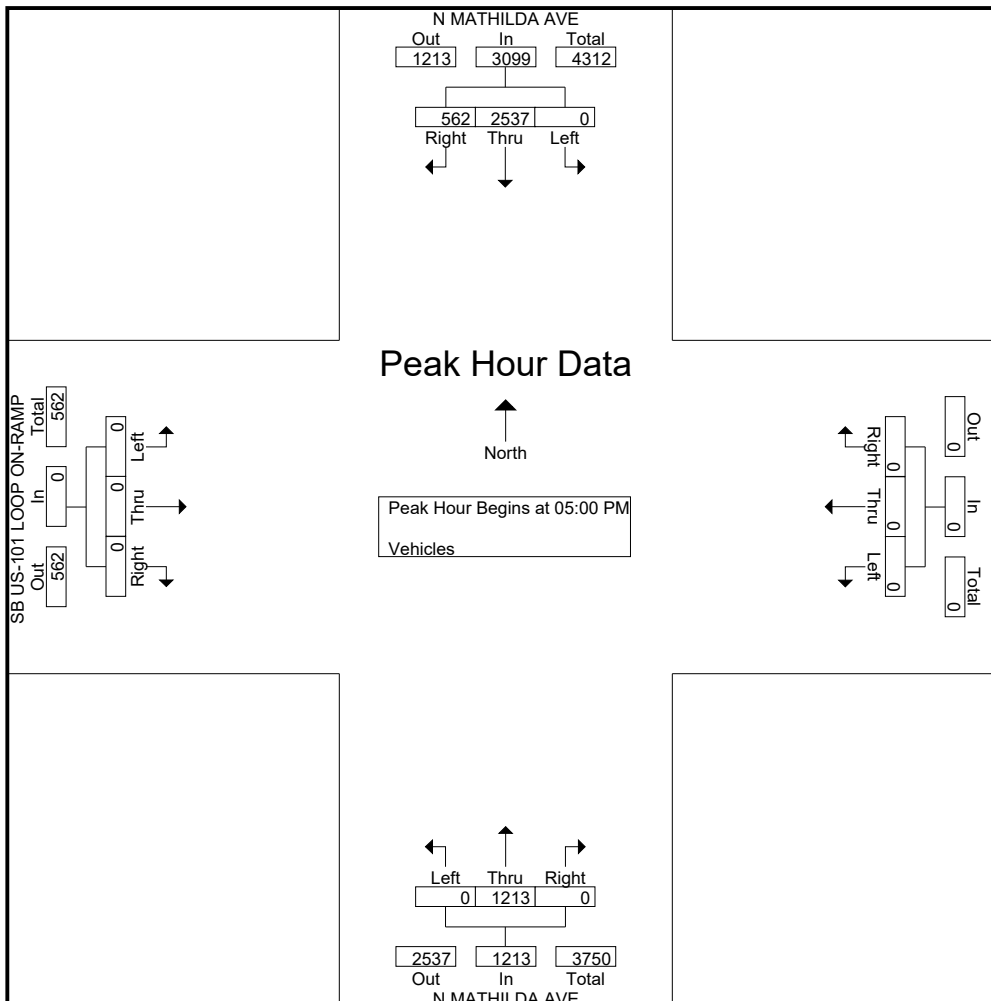 N MATHILDA AVE
Out In Total
1213 3099 4312
562 2537 0
Right Thru Left
Peak Hour Data
North
Peak Hour Begins at 05:00 PM
Vehicles
SB US-101 LOOP ON-RAMP
Out In Total
562 0 562
0 0 0
Left Thru Right
Right Thru Left
0 0 0
Out In Total
0 0 0
Left Thru Right
0 1213 0
2537 1213 3750
Out In Total
N MATHILDA AVE